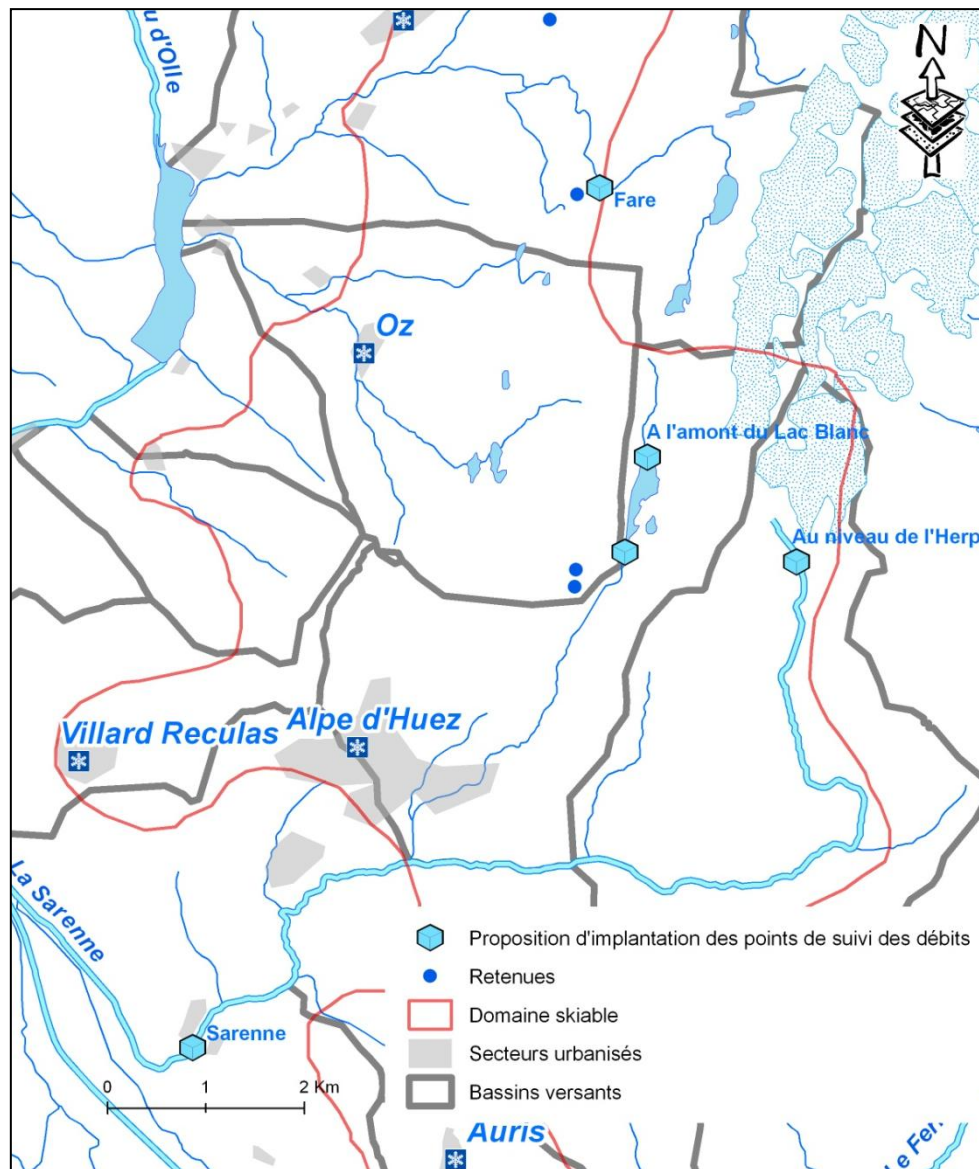 u d'Olle
N
Fare
Oz
A l'amont du Lac Blanc
Au niveau de l'Herp
Villard Reculas
Alpe d'Huez
La Sarenne
Sarenne
Proposition d'implantation des points de suivi des débits
Retenues
Domaine skiable
Secteurs urbanisés
Bassins versants
0 1 2 Km
Auris
Le Ferr